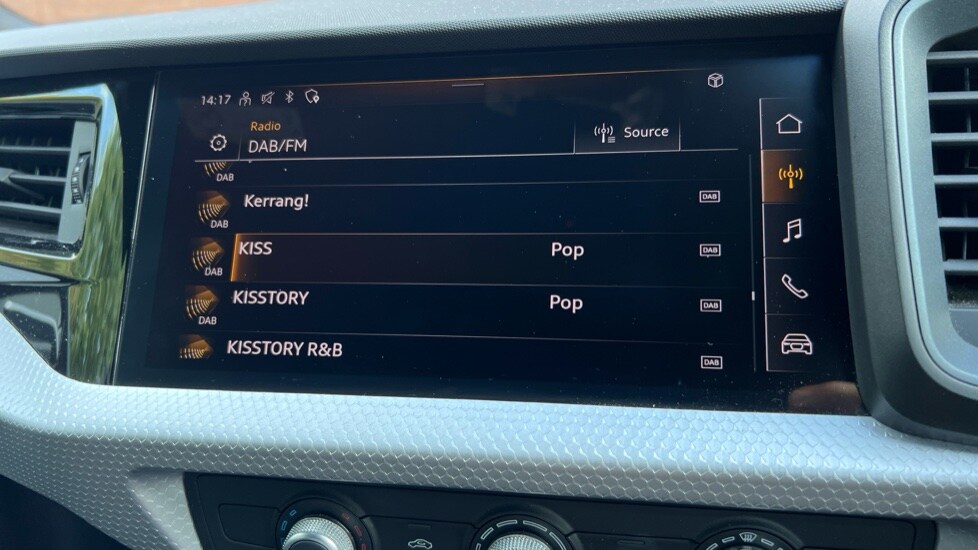 14:17
Radio
DAB/FM
Source
DAB
Kerrang!
DAB
DAB
KISS
Pop
DAB
DAB
KISSTORY
Pop
DAB
DAB
KISSTORY R&B
DAB